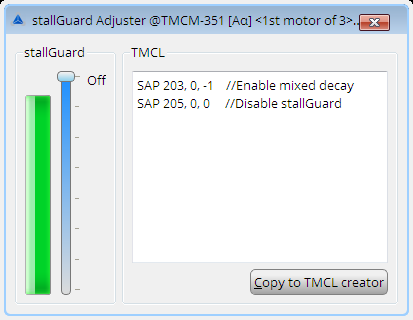 stallGuard Adjuster @TMCM-351 [Aα] <1st motor of 3>...
stallGuard
Off
TMCL
SAP 203, 0, -1 //Enable mixed decay
SAP 205, 0, 0 //Disable stallGuard
Copy to TMCL creator